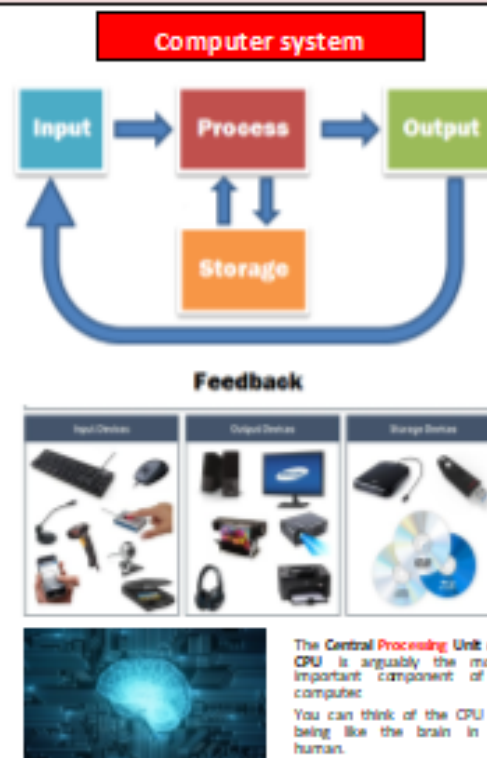 Computer system
Input
Process
Output
Storage
Feedback
Input Devices
Output Devices
Storage Devices
The Central Processing Unit
CPU is arguably the
important component of
computer.
You can think of the CPU
being like the brain in
human.